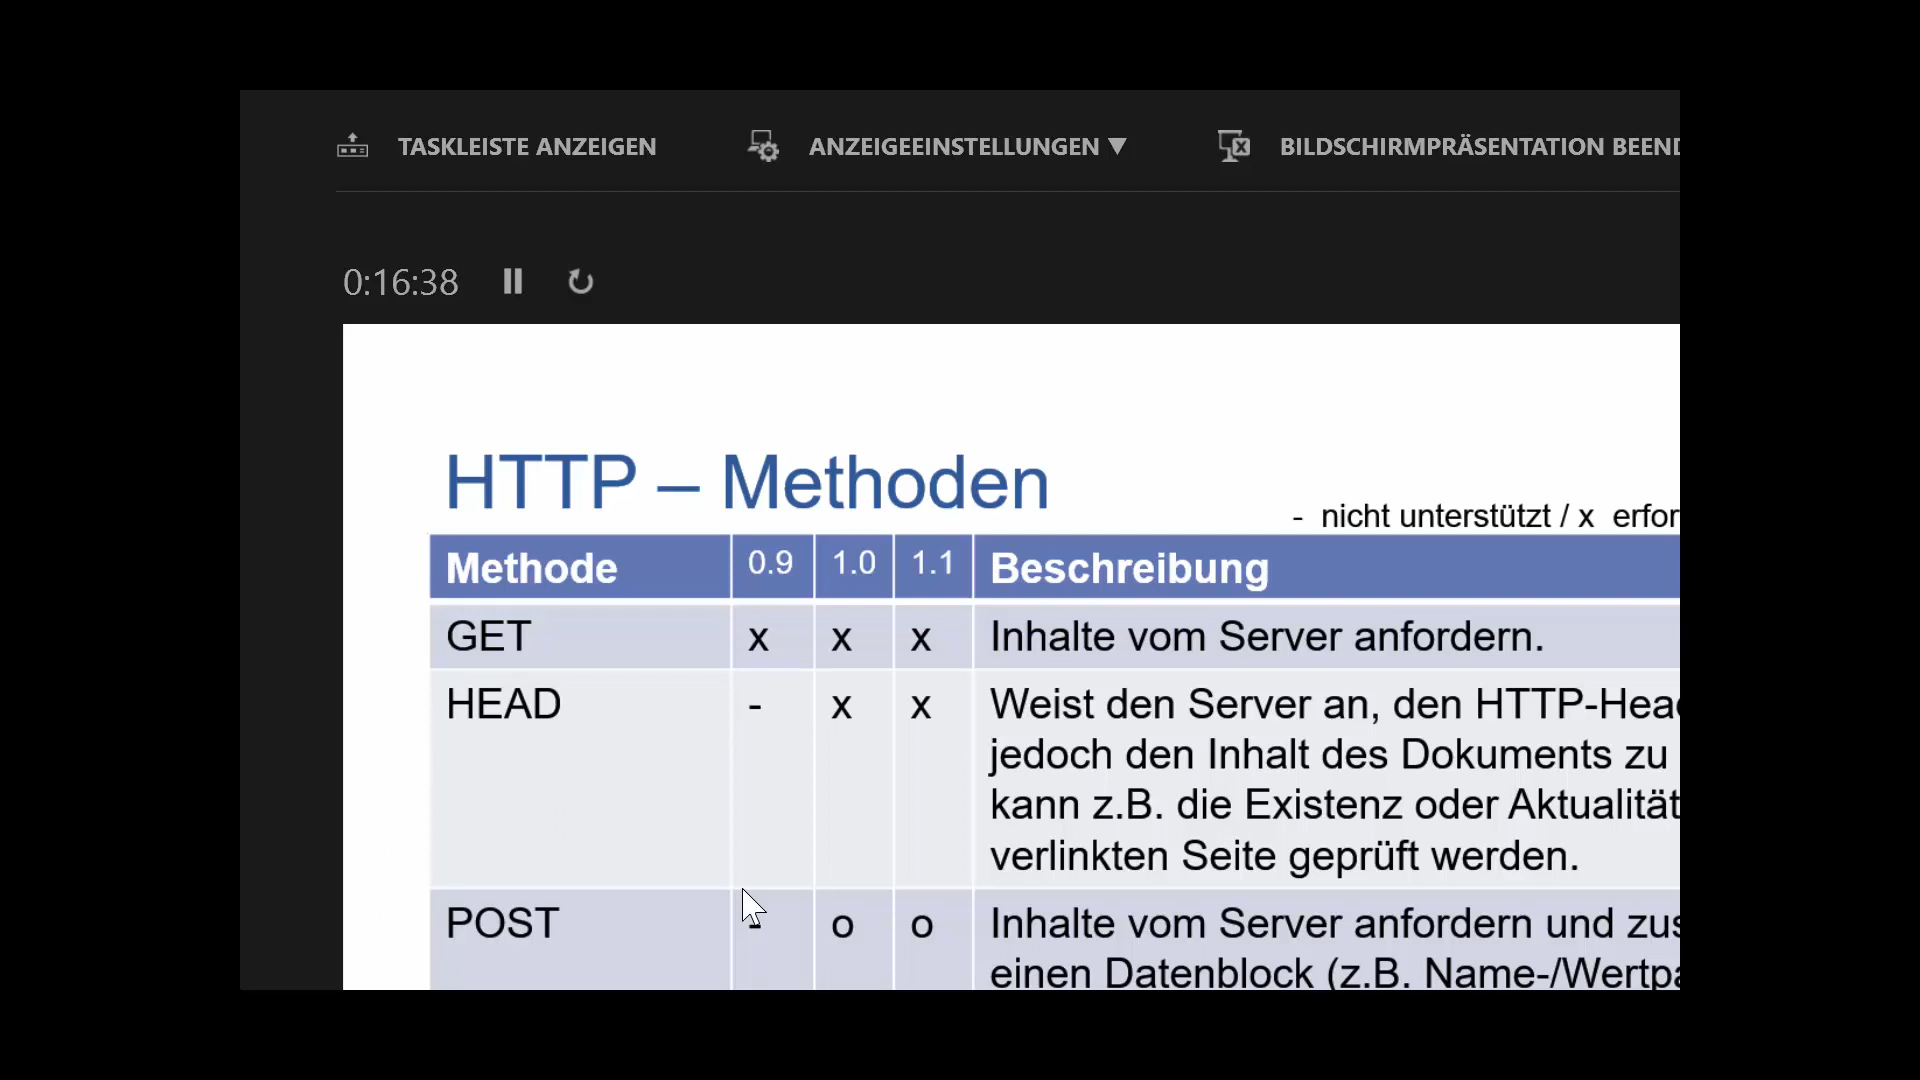 TASKLEISTE ANZEIGEN ANZEIGEEINSTELLUNGEN ▼ BILDSCHIRMPRÄSENTATION
0:16:38
HTTP – Methoden
- nicht unterstützt / x
Methode 0.9 1.0 1.1 Beschreibung
GET x x x Inhalte vom Server anfordern.
HEAD - x x Weist den Server an, den
jedoch den Inhalt des Dokuments zu
kann z.B. die Existenz oder Aktualität
verlinkten Seite geprüft werden.
POST - o o Inhalte vom Server anfordern und
einen Datenblock (z.B.